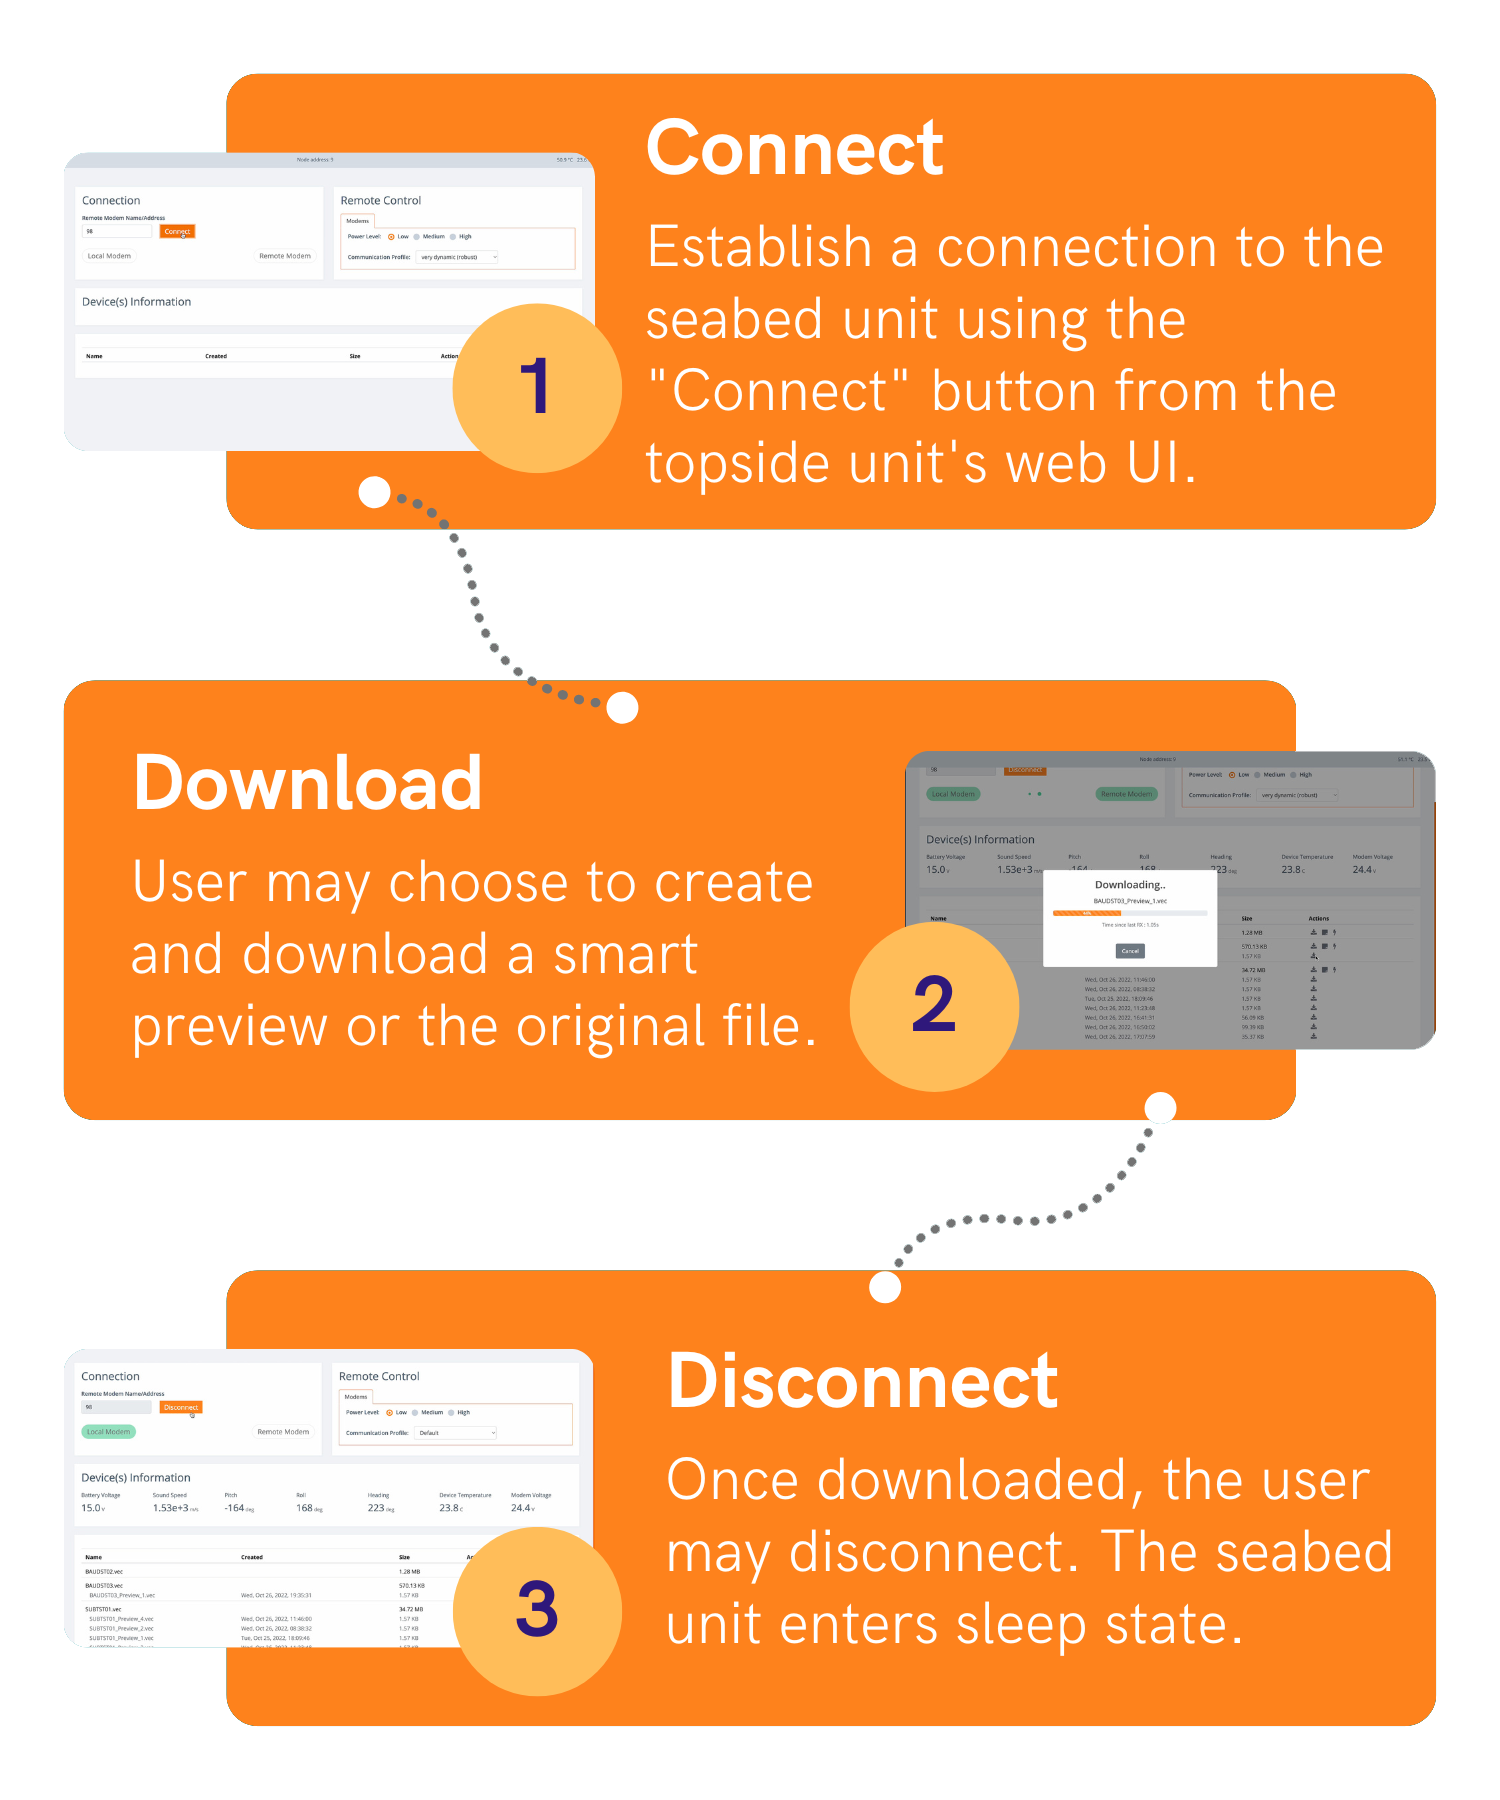 Connect
Establish a connection to the
seabed unit using the
"Connect" button from the
topside unit's web UI.
Node address: 9
50.9 °C 23.6
Connection
Remote Modem Name/Address
98 Connect
Local Modem Remote Modem
Remote Control
Modems
Power Level: Low Medium High
Communication Profile: very dynamic (robust)
Device(s) Information
Name Created Size Action
1
Download
User may choose to create
and download a smart
preview or the original file.
Node address: 9
98 Disconnect
Local Modem Remote Modem
Power Level: Low Medium High
Communication Profile: very dynamic (robust)
Device(s) Information
Battery Voltage Sound Speed Pitch Roll Heading Device Temperature Modem Voltage
15.0 V 1.53e+3 m/s -164 168 223 deg 23.8 C 24.4 V
Downloading..
BAUDST03_Preview_1.vec
Time since last RX : 1.05s
Cancel
Name Size Actions
1.28 MB
570.13 KB
1.57 KB
34.72 MB
Wed, Oct 26, 2022, 11:46:00 1.57 KB
Wed, Oct 26, 2022, 08:38:32 1.57 KB
Tue, Oct 25, 2022, 18:09:46 1.57 KB
Wed, Oct 26, 2022, 11:23:48 1.57 KB
Wed, Oct 26, 2022, 16:41:31 56.09 KB
Wed, Oct 26, 2022, 16:50:02 99.39 KB
Wed, Oct 26, 2022, 17:07:59 35.37 KB
2
Disconnect
Once downloaded, the user
may disconnect. The seabed
unit enters sleep state.
Connection
Remote Modem Name/Address
98 Disconnect
Local Modem Remote Modem
Remote Control
Modems
Power Level: Low Medium High
Communication Profile: Default
Device(s) Information
Battery Voltage Sound Speed Pitch Roll Heading Device Temperature Modem Voltage
15.0 V 1.53e+3 m/s -164 deg 168 deg 223 deg 23.8 C 24.4 V
Name Created Size Ac
BAUDST02.vec 1.28 MB
BAUDST03.vec 570.13 KB
BAUDST03_Preview_1.vec Wed, Oct 26, 2022, 19:35:31 1.57 KB
SUBTST01.vec 34.72 MB
SUBTST01_Preview_4.vec Wed, Oct 26, 2022, 11:46:00 1.57 KB
SUBTST01_Preview_2.vec Wed, Oct 26, 2022, 08:38:32 1.57 KB
SUBTST01_Preview_1.vec Tue, Oct 25, 2022, 18:09:46 1.57 KB
3